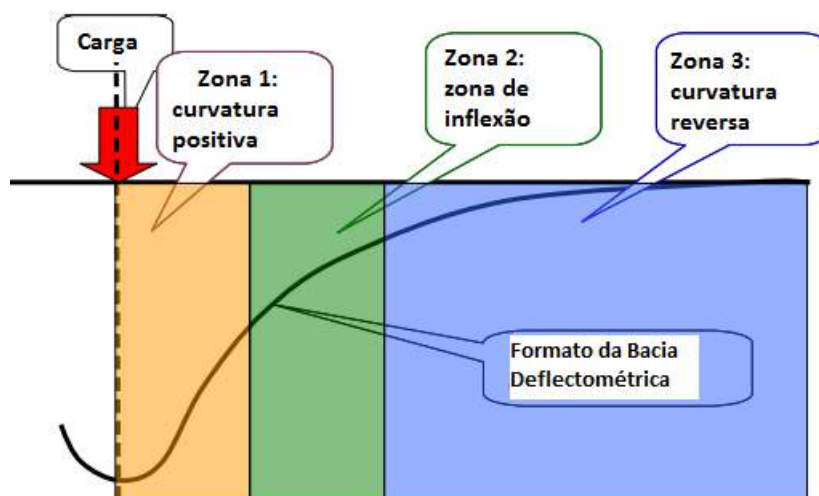 Carga
Zona 1:
curvatura
positiva
Zona 2:
zona de
inflexão
Zona 3:
curvatura
reversa
Formato da Bacia
Deflectométrica